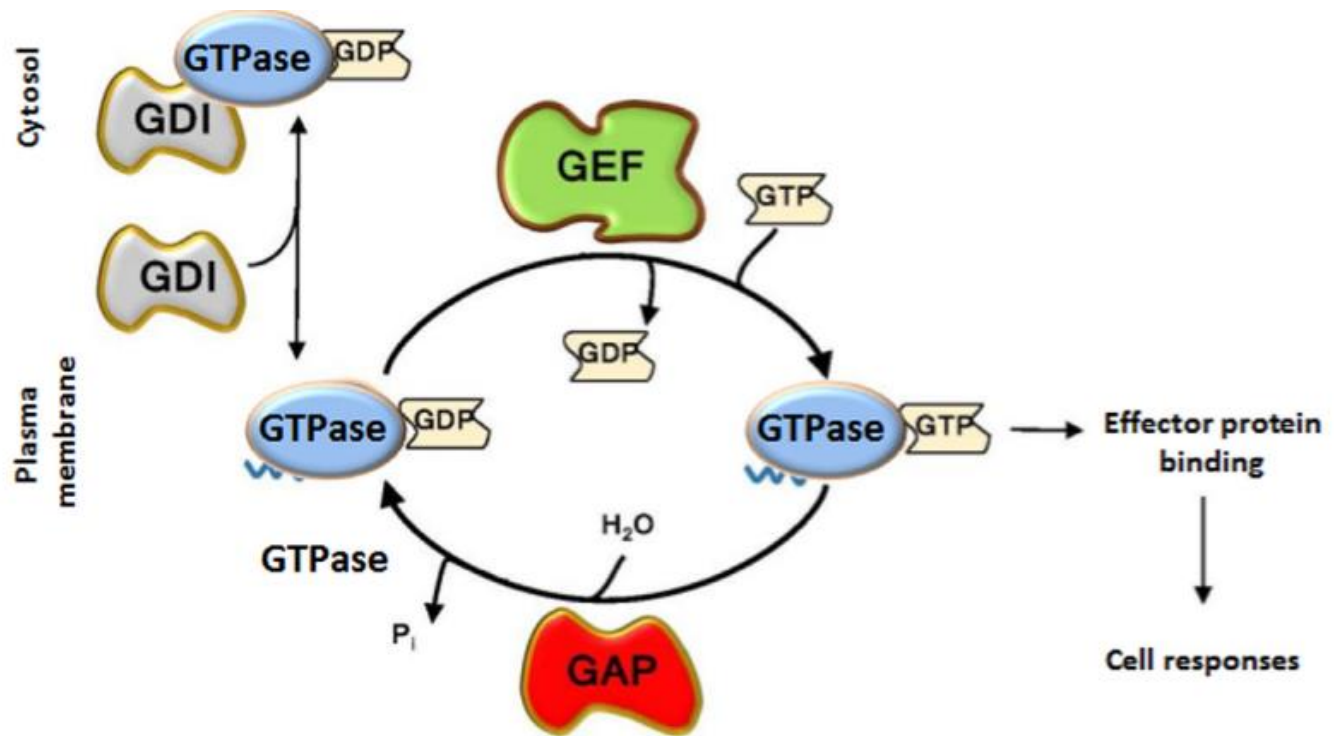 Cytosol
GTPase
GDP
GDI
GDI
GEF
GTP
GDP
Plasma
membrane
GTPase
GDP
GTPase
GTP
Effector protein
binding
H₂O
GTPase
Pᵢ
GAP
Cell responses